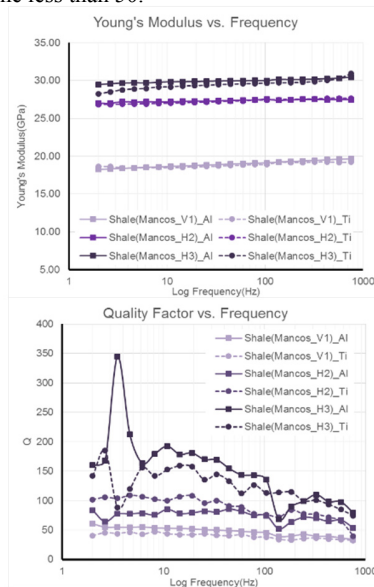 Young's Modulus vs. Frequency
35.00
30.00
25.00
20.00
15.00
10.00
5.00
Young's Modulus(GPa)
Shale(Mancos_V1)_Al Shale(Mancos_V1)_Ti
Shale(Mancos_H2)_Al Shale(Mancos_H2)_Ti
Shale(Mancos_H3)_Al Shale(Mancos_H3)_Ti
1 10 100 1000
Log Frequency(Hz)
Quality Factor vs. Frequency
400
350
300
250
200
150
100
50
0
Q
Shale(Mancos_V1)_Al
Shale(Mancos_V1)_Ti
Shale(Mancos_H2)_Al
Shale(Mancos_H2)_Ti
Shale(Mancos_H3)_Al
Shale(Mancos_H3)_Ti
1 10 100 1000
Log Frequency(Hz)